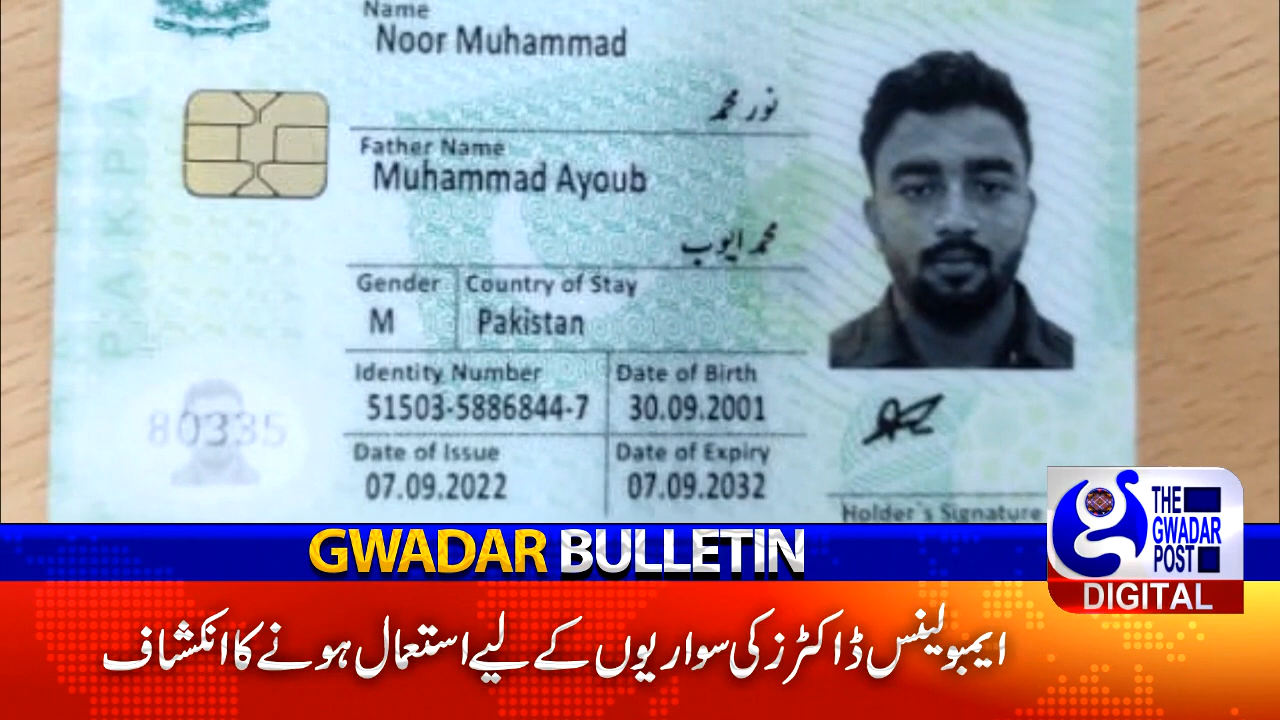 Name
Noor Muhammad
نور محمد
Father Name
Muhammad Ayoub
محمد ایوب
Gender
Country of Stay
M
Pakistan
Identity Number
Date of Birth
51503-5886844-7
30.09.2001
80335
Date of Issue
Date of Expiry
07.09.2022
07.09.2032
Holder's Signature
PAK
GWADAR BULLETIN
THE
GWADAR
POST
DIGITAL
ایمبولینس ڈاکٹرز کی سواریوں کے لیے استعمال ہونے کا انکشاف